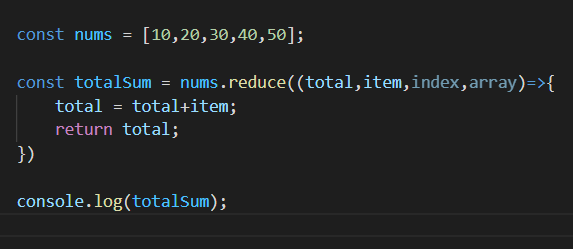 const nums = [10,20,30,40,50];
const totalSum = nums.reduce((total,item,index,array)=>{
    total = total+item;
    return total;
})
console.log(totalSum);